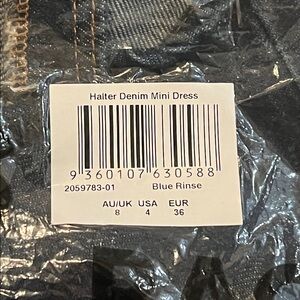 Halter Denim Mini Dress
9 360107 630588
2059783-01 Blue Rinse
AU/UK USA EUR
8 4 36